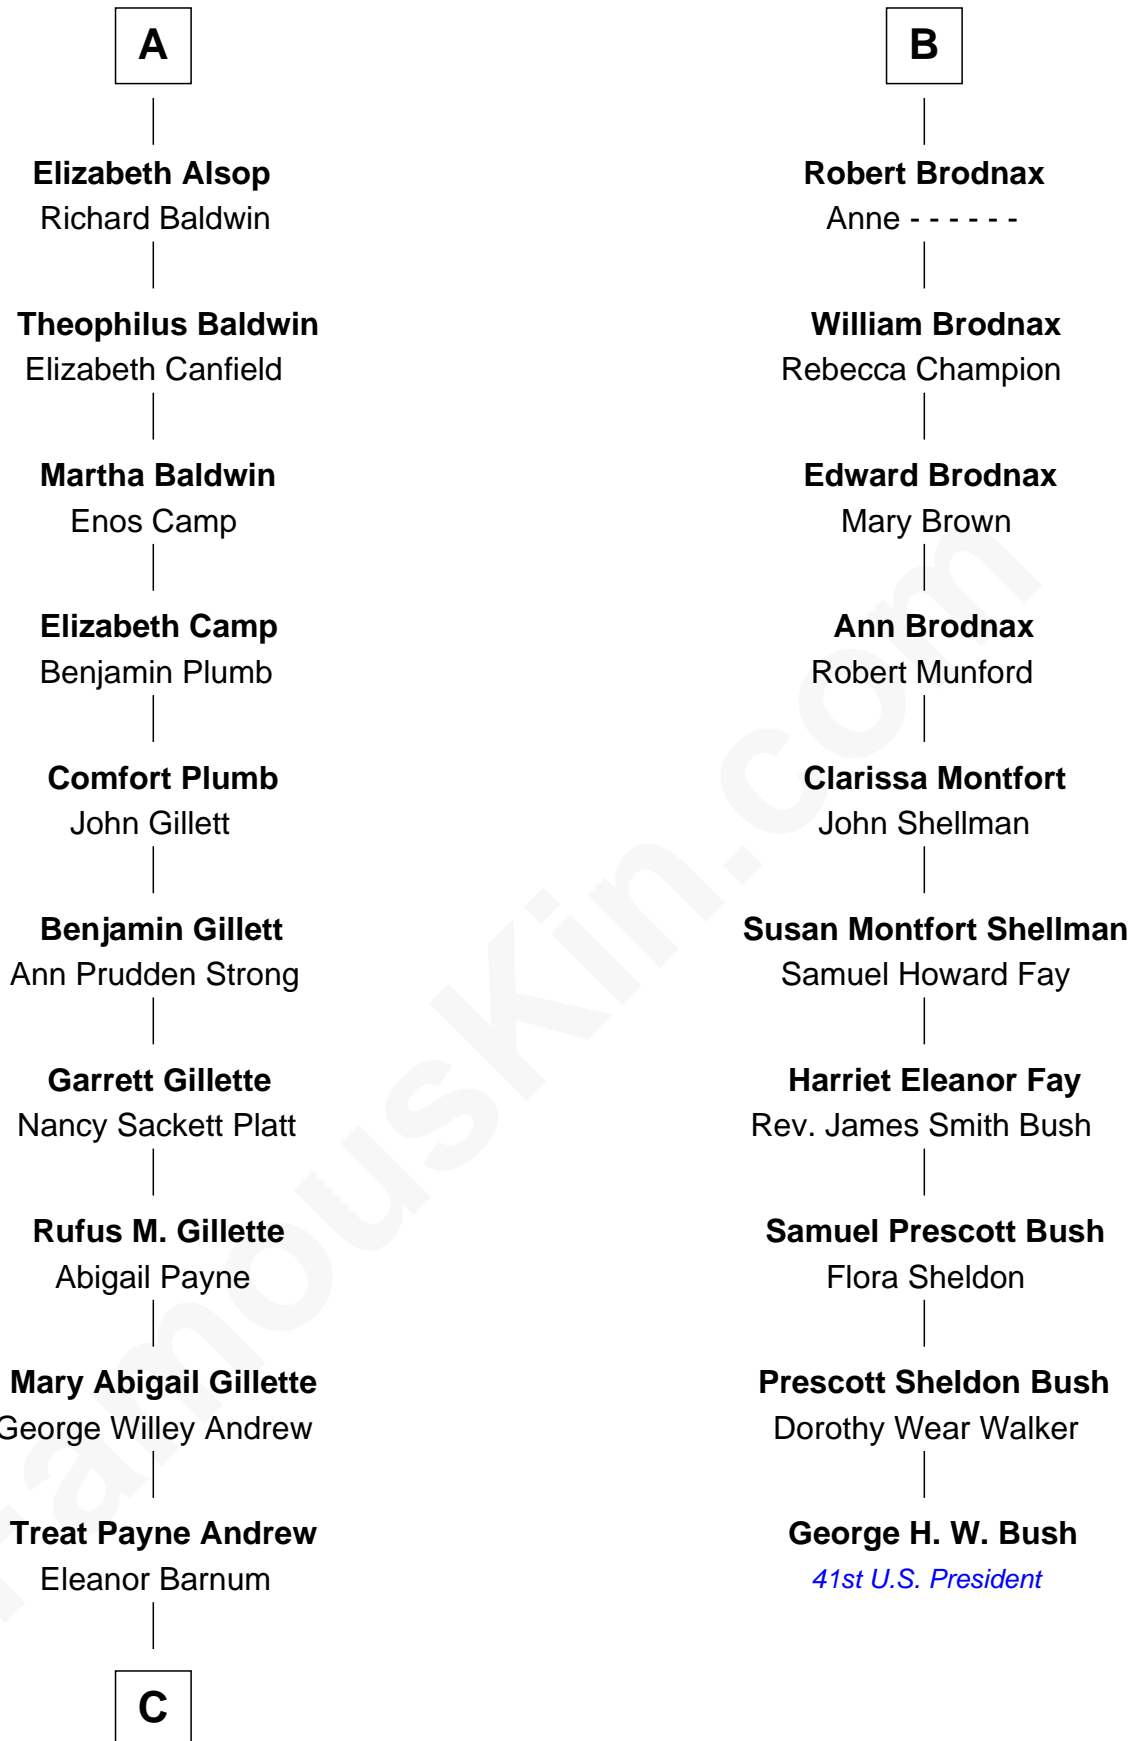 A
Elizabeth Alsop
Richard Baldwin
Theophilus Baldwin
Elizabeth Canfield
Martha Baldwin
Enos Camp
Elizabeth Camp
Benjamin Plumb
Comfort Plumb
John Gillett
Benjamin Gillett
Ann Prudden Strong
Garrett Gillette
Nancy Sackett Platt
Rufus M. Gillette
Abigail Payne
Mary Abigail Gillette
George Willey Andrew
Treat Payne Andrew
Eleanor Barnum
C
B
Robert Brodnax
Anne - - - - - -
William Brodnax
Rebecca Champion
Edward Brodnax
Mary Brown
Ann Brodnax
Robert Munford
Clarissa Montfort
John Shellman
Susan Montfort Shellman
Samuel Howard Fay
Harriet Eleanor Fay
Rev. James Smith Bush
Samuel Prescott Bush
Flora Sheldon
Prescott Sheldon Bush
Dorothy Wear Walker
George H. W. Bush
41st U.S. President
FamousKin.com